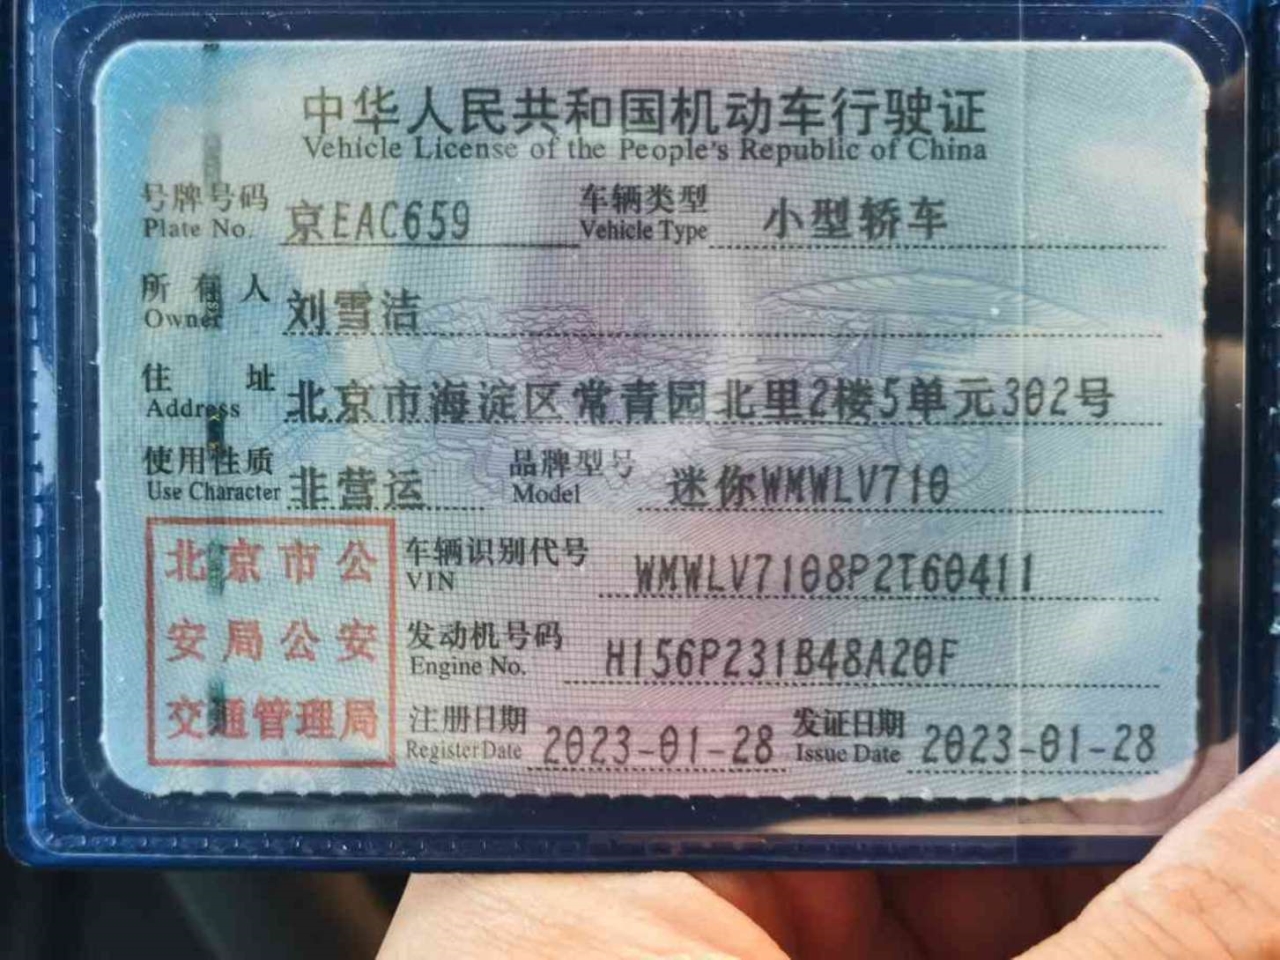 中华人民共和国机动车行驶证
Vehicle License of the People's Republic of China
号牌号码 京EAC659 车辆类型 小型轿车
Plate No. Vehicle Type
所有人 刘雪洁
Owner
住址 北京市海淀区常青园北里2楼5单元302号
Address
使用性质 非营运 品牌型号 迷你WMWLV710
Use Character Model
北京市公
安局公安
交通管理局
车辆识别代号 WMWLV7108P2T60411
VIN
发动机号码 H156P231B48A20F
Engine No.
注册日期 2023-01-28 发证日期 2023-01-28
Register Date Issue Date